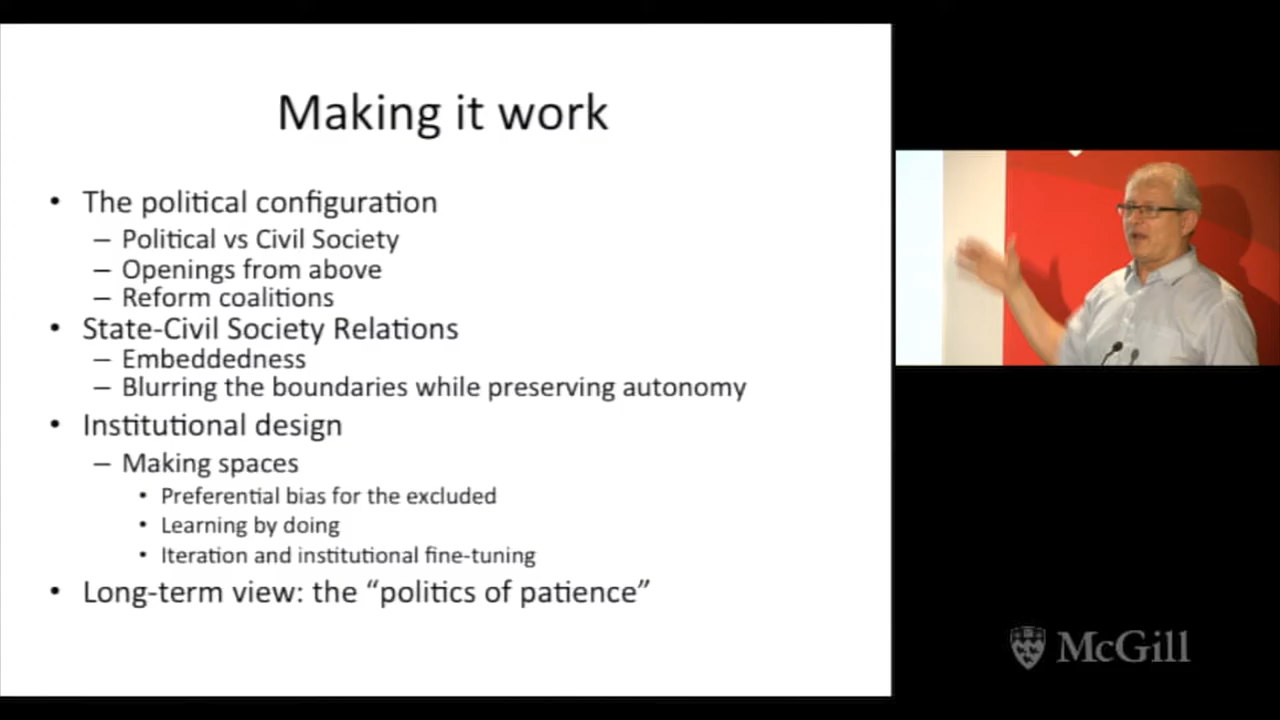 Making it work
• The political configuration
– Political vs Civil Society
– Openings from above
– Reform coalitions
• State-Civil Society Relations
– Embeddedness
– Blurring the boundaries while preserving autonomy
• Institutional design
– Making spaces
• Preferential bias for the excluded
• Learning by doing
• Iteration and institutional fine-tuning
• Long-term view: the “politics of patience”
McGill